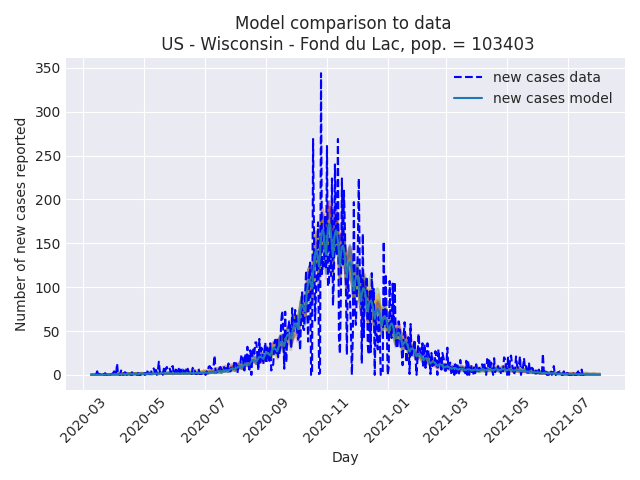 Model comparison to data
US - Wisconsin - Fond du Lac, pop. = 103403
new cases data
new cases model
Number of new cases reported
350
300
250
200
150
100
50
0
2020-03
2020-05
2020-07
2020-09
2020-11
2021-01
2021-03
2021-05
2021-07
Day